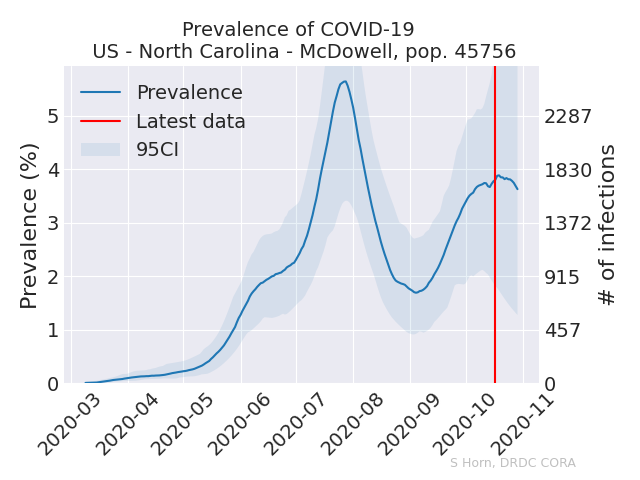 Prevalence of COVID-19
US - North Carolina - McDowell, pop. 45756
Prevalence
Latest data
95CI
Prevalence (%)
5
4
3
2
1
0
2287
1830
1372
915
457
0
# of infections
2020-03
2020-04
2020-05
2020-06
2020-07
2020-08
2020-09
2020-10
2020-11
S Horn, DRDC CORA